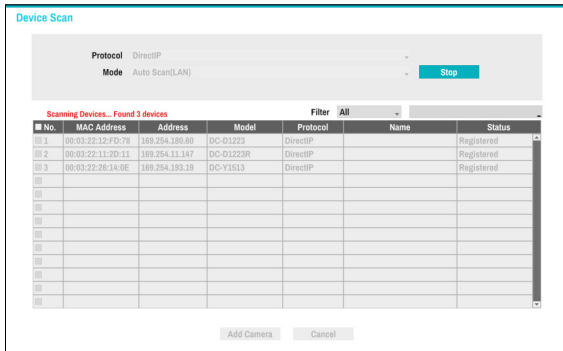 Device Scan
Protocol DirectIP
Mode Auto Scan(LAN) Stop
Scanning Devices... Found 3 devices Filter All
No. MAC Address Address Model Protocol Name Status
1 00:03:22:12:FD:78 169.254.180.60 DC-D1223 DirectIP Registered
2 00:03:22:11:2D:11 169.254.11.147 DC-D1223R DirectIP Registered
3 00:03:22:26:14:0E 169.254.193.19 DC-Y1513 DirectIP Registered
Add Camera Cancel